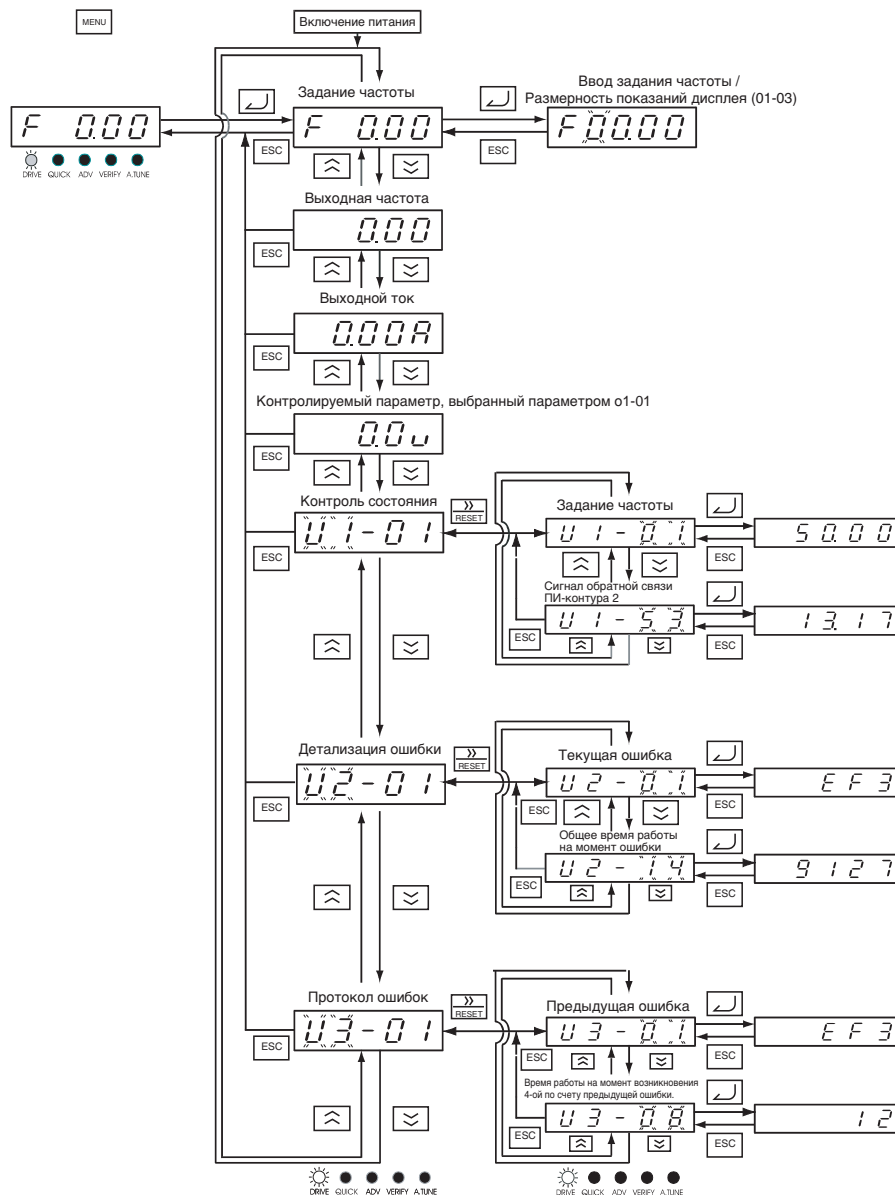 MENU
Включение питания
Задание частоты
Ввод задания частоты /
Размерность показаний дисплея (01-03)
F 0.00
F 0.00
F 00.00
ESC
ESC
DRIVE QUICK ADV VERIFY A.TUNE
Выходная частота
0.00
ESC
Выходной ток
0.00A
ESC
Контролируемый параметр, выбранный параметром o1-01
0.0u
ESC
Контроль состояния
U1-01
ESC
RESET
Задание частоты
U1-01
50.00
ESC
Сигнал обратной связи
ПИ-контура 2
U1-53
13.17
ESC
ESC
Детализация ошибки
U2-01
ESC
RESET
Текущая ошибка
U2-01
EF3
ESC
ESC
Общее время работы
на момент ошибки
U2-14
9127
ESC
ESC
Протокол ошибок
U3-01
ESC
RESET
Предыдущая ошибка
U3-01
EF3
ESC
ESC
Время работы на момент возникновения
4-ой по счету предыдущей ошибки.
U3-08
12
ESC
ESC
DRIVE QUICK ADV VERIFY A.TUNE
DRIVE QUICK ADV VERIFY A.TUNE